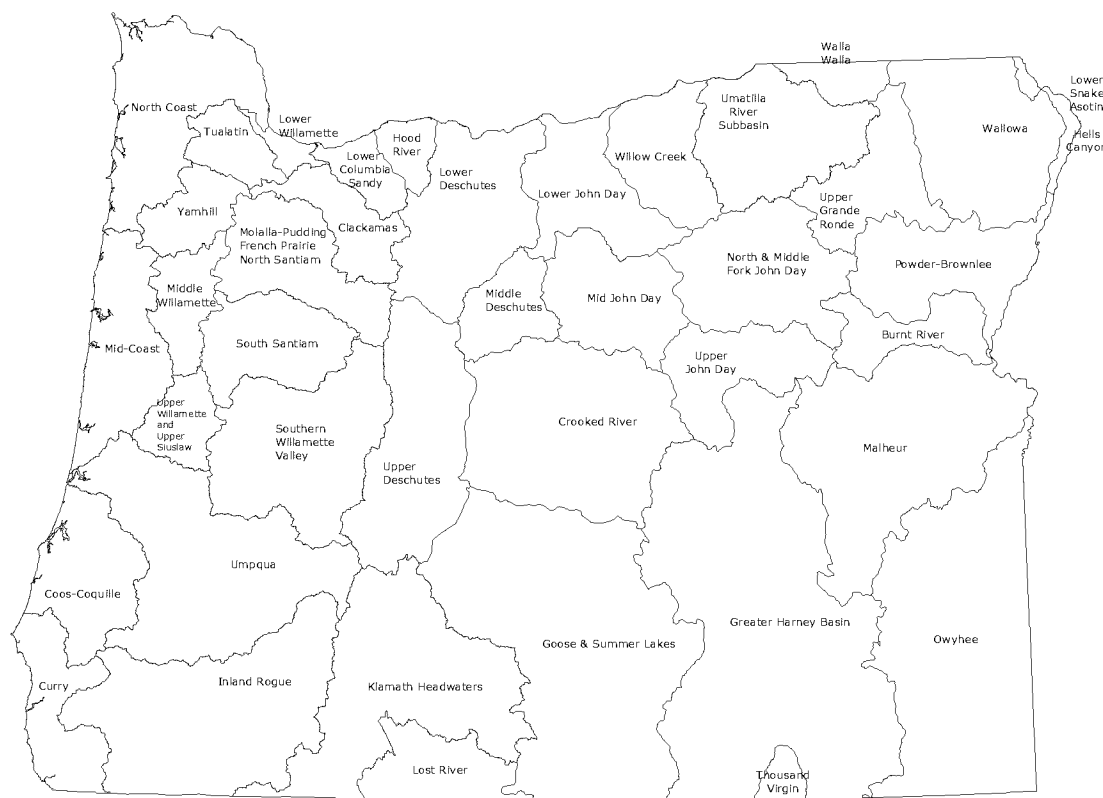 Walla
Walla
Lower
Snake
Asotin
Hells
Canyon
North Coast
Tualatin
Lower
Willamette
Hood
River
Lower
Columbia
Sandy
Lower
Deschutes
Lower John Day
Willow Creek
Umatilla
River
Subbasin
Wallowa
Upper
Grande
Ronde
Yamhill
Molalla-Pudding
French Prairie
North Santiam
Clackamas
North & Middle
Fork John Day
Powder-Brownlee
Middle
Willamette
Middle
Deschutes
Mid John Day
Burnt River
Mid-Coast
South Santiam
Upper
John Day
Upper
Willamette
and
Upper
Siuslaw
Southern
Willamette
Valley
Crooked River
Malheur
Upper
Deschutes
Umpqua
Coos-Coquille
Greater Harney Basin
Goose & Summer Lakes
Owyhee
Curry
Inland Rogue
Klamath Headwaters
Lost River
Thousand
Virgin